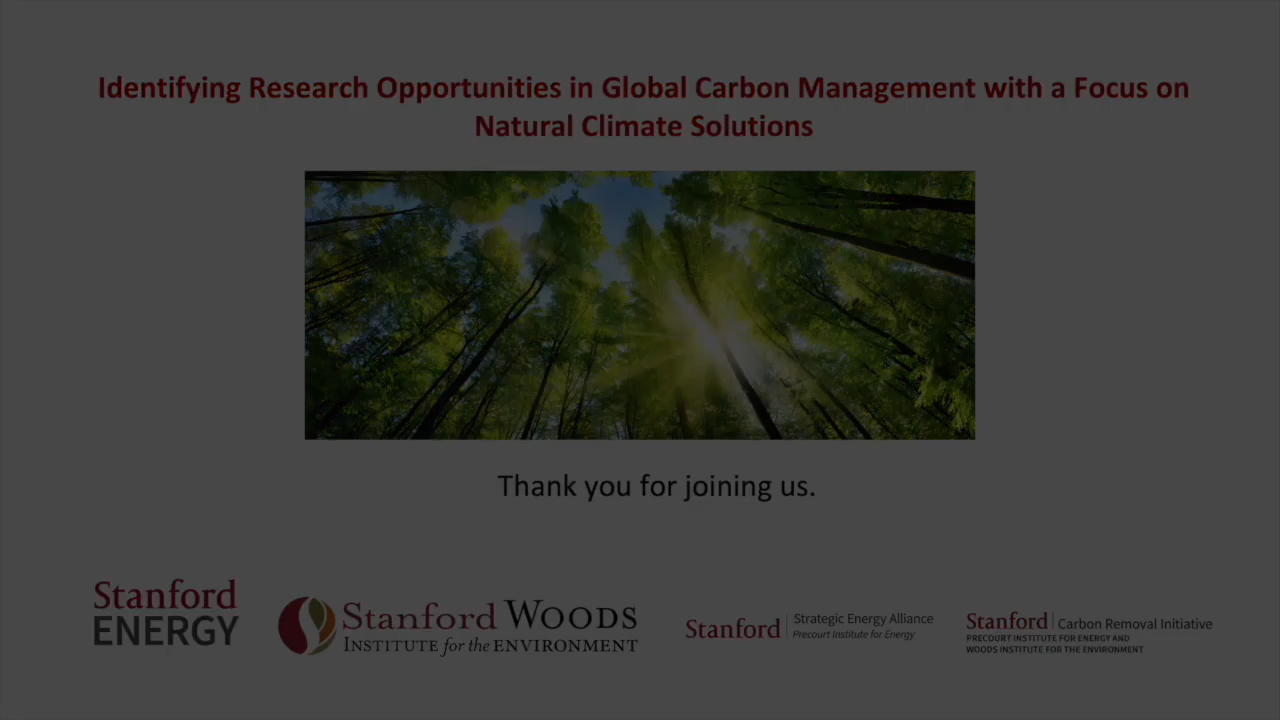 Identifying Research Opportunities in Global Carbon Management with a Focus on
Natural Climate Solutions
Thank you for joining us.
Stanford
ENERGY
Stanford WOODS
INSTITUTE for the ENVIRONMENT
Stanford
Strategic Energy Alliance
Precourt Institute for Energy
Stanford
Carbon Removal Initiative
PRECOURT INSTITUTE FOR ENERGY AND
WOODS INSTITUTE FOR THE ENVIRONMENT